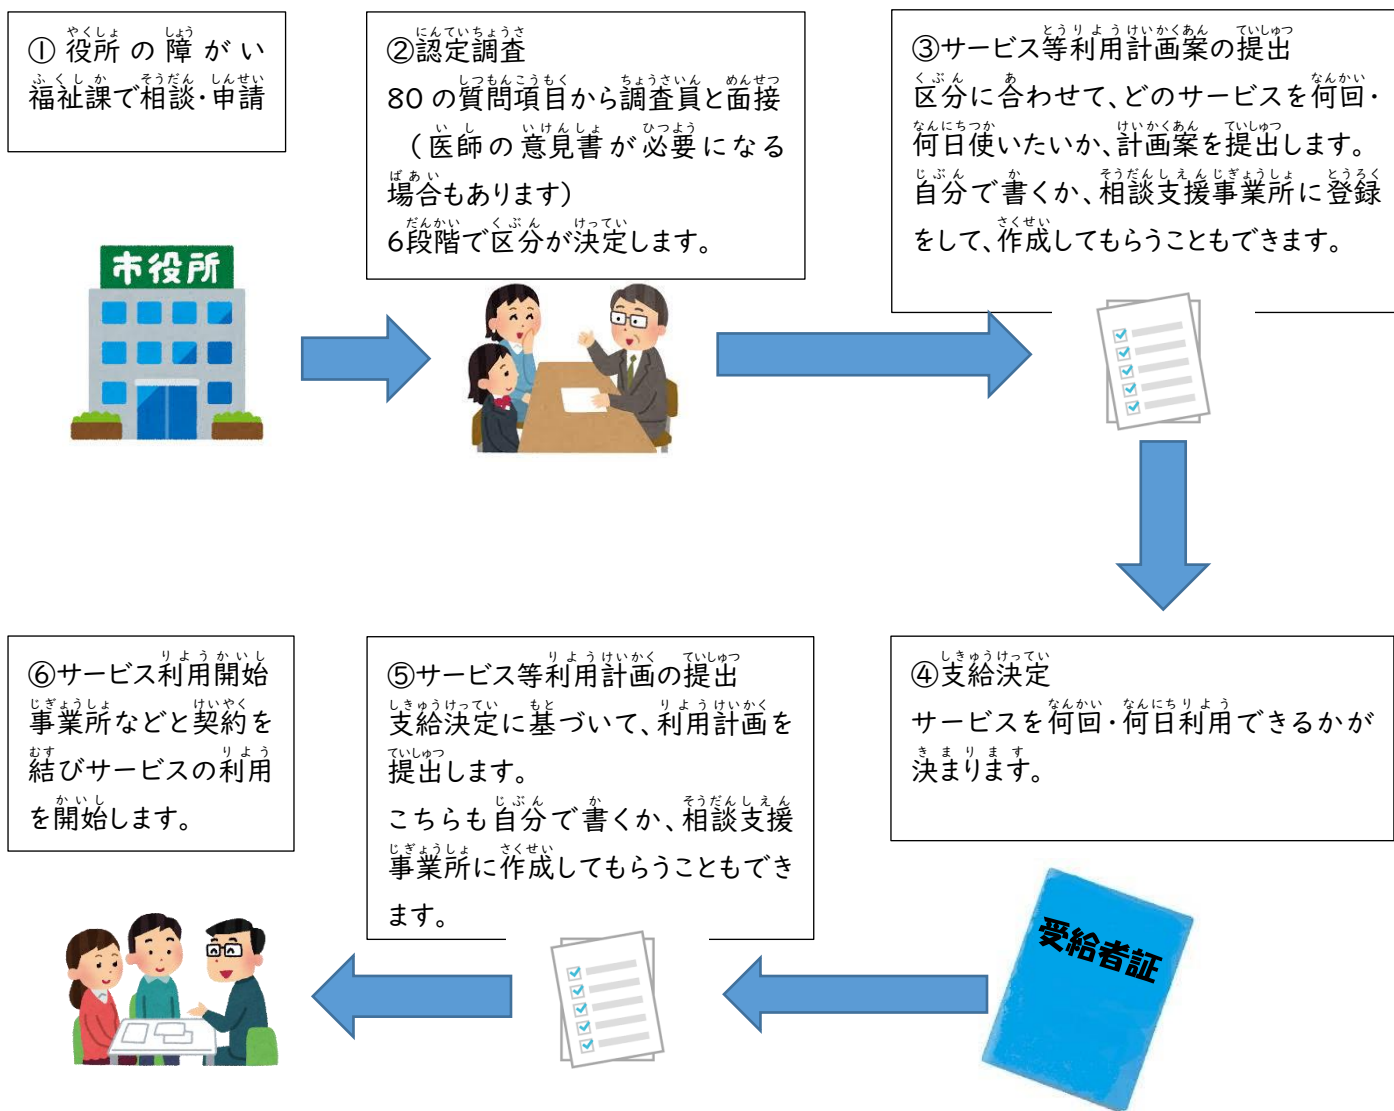 ① 役所の障がい
福祉課で相談・申請
②認定調査
80の質問項目から調査員と面接
（医師の意見書が必要になる
場合もあります）
6段階で区分が決定します。
③サービス等利用計画案の提出
区分に合わせて、どのサービスを何回・
何日使いたいか、計画案を提出します。
自分で書くか、相談支援事業所に登録
をして、作成してもらうこともできます。
市役所
④支給決定
サービスを何回・何日利用できるかが
決まります。
受給者証
⑤サービス等利用計画の提出
支給決定に基づいて、利用計画を
提出します。
こちらも自分で書くか、相談支援
事業所に作成してもらうこともでき
ます。
⑥サービス利用開始
事業所などと契約を
結びサービスの利用
を開始します。